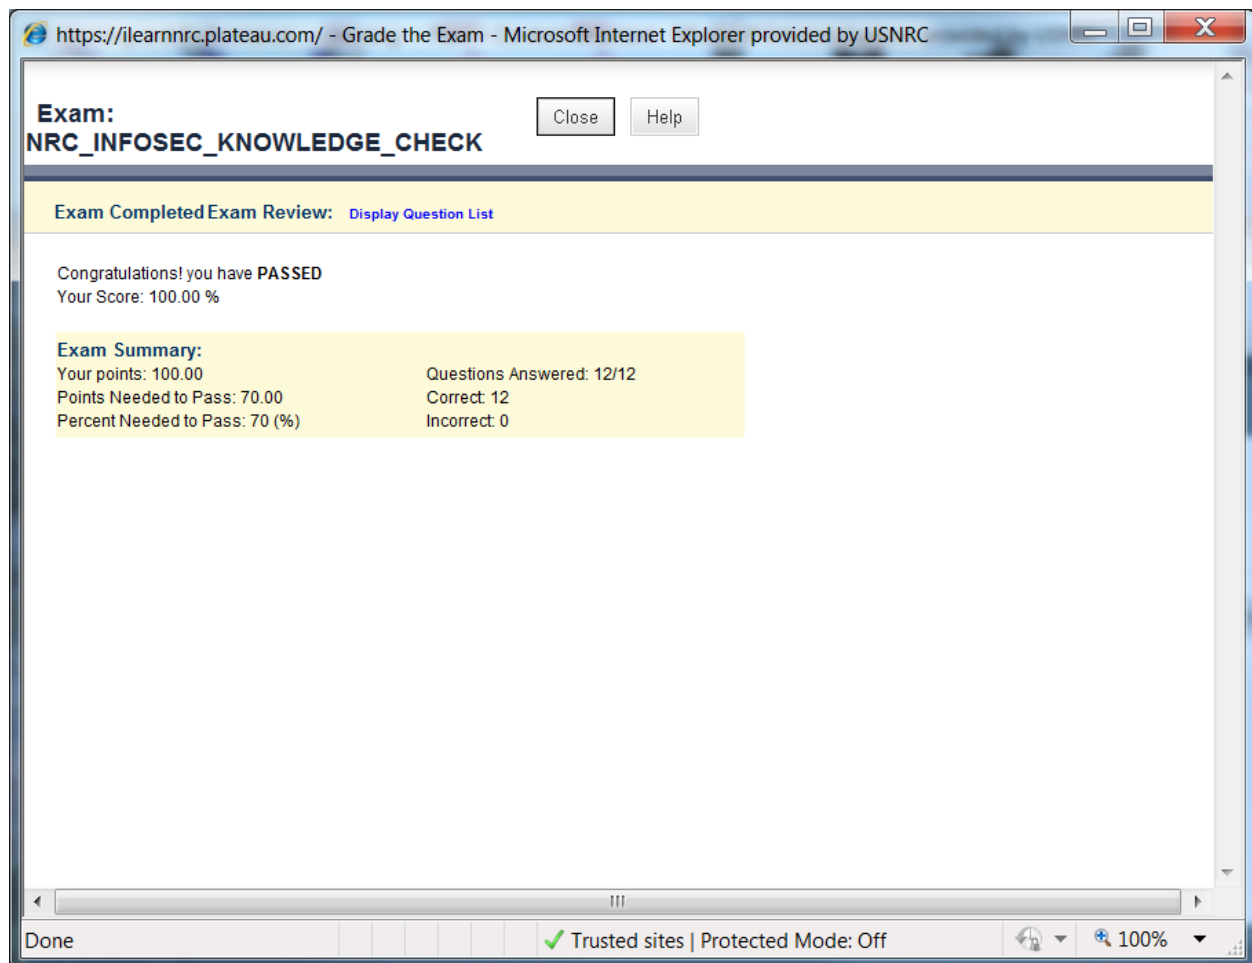 https://ilearnnrc.plateau.com/ - Grade the Exam - Microsoft Internet Explorer provided by USNRC
Exam:
NRC_INFOSEC_KNOWLEDGE_CHECK
Close
Help
Exam Completed Exam Review: Display Question List
Congratulations! you have PASSED
Your Score: 100.00 %
Exam Summary:
Your points: 100.00
Questions Answered: 12/12
Points Needed to Pass: 70.00
Correct: 12
Percent Needed to Pass: 70 (%)
Incorrect: 0
Done
Trusted sites | Protected Mode: Off
100%